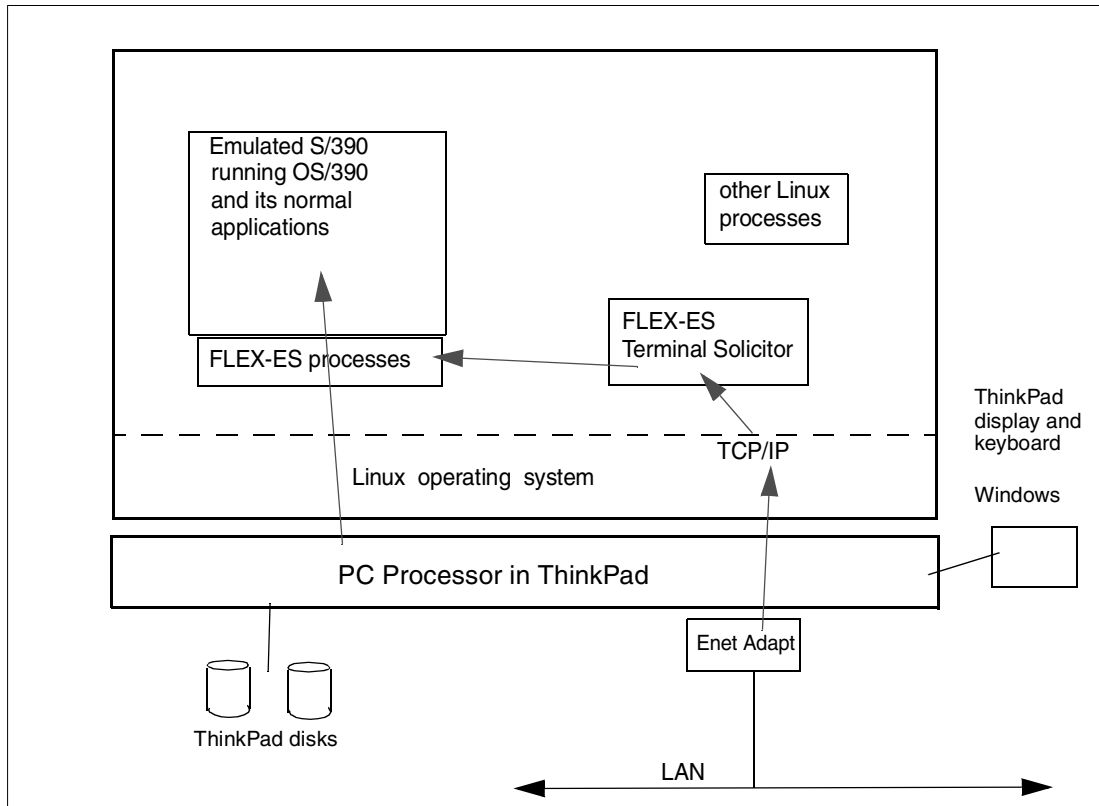 Emulated S/390
running OS/390
and its normal
applications
other Linux
processes
FLEX-ES
Terminal Solicitor
FLEX-ES processes
ThinkPad
display and
keyboard
TCP/IP
Linux operating system
Windows
PC Processor in ThinkPad
Enet Adapt
ThinkPad disks
LAN